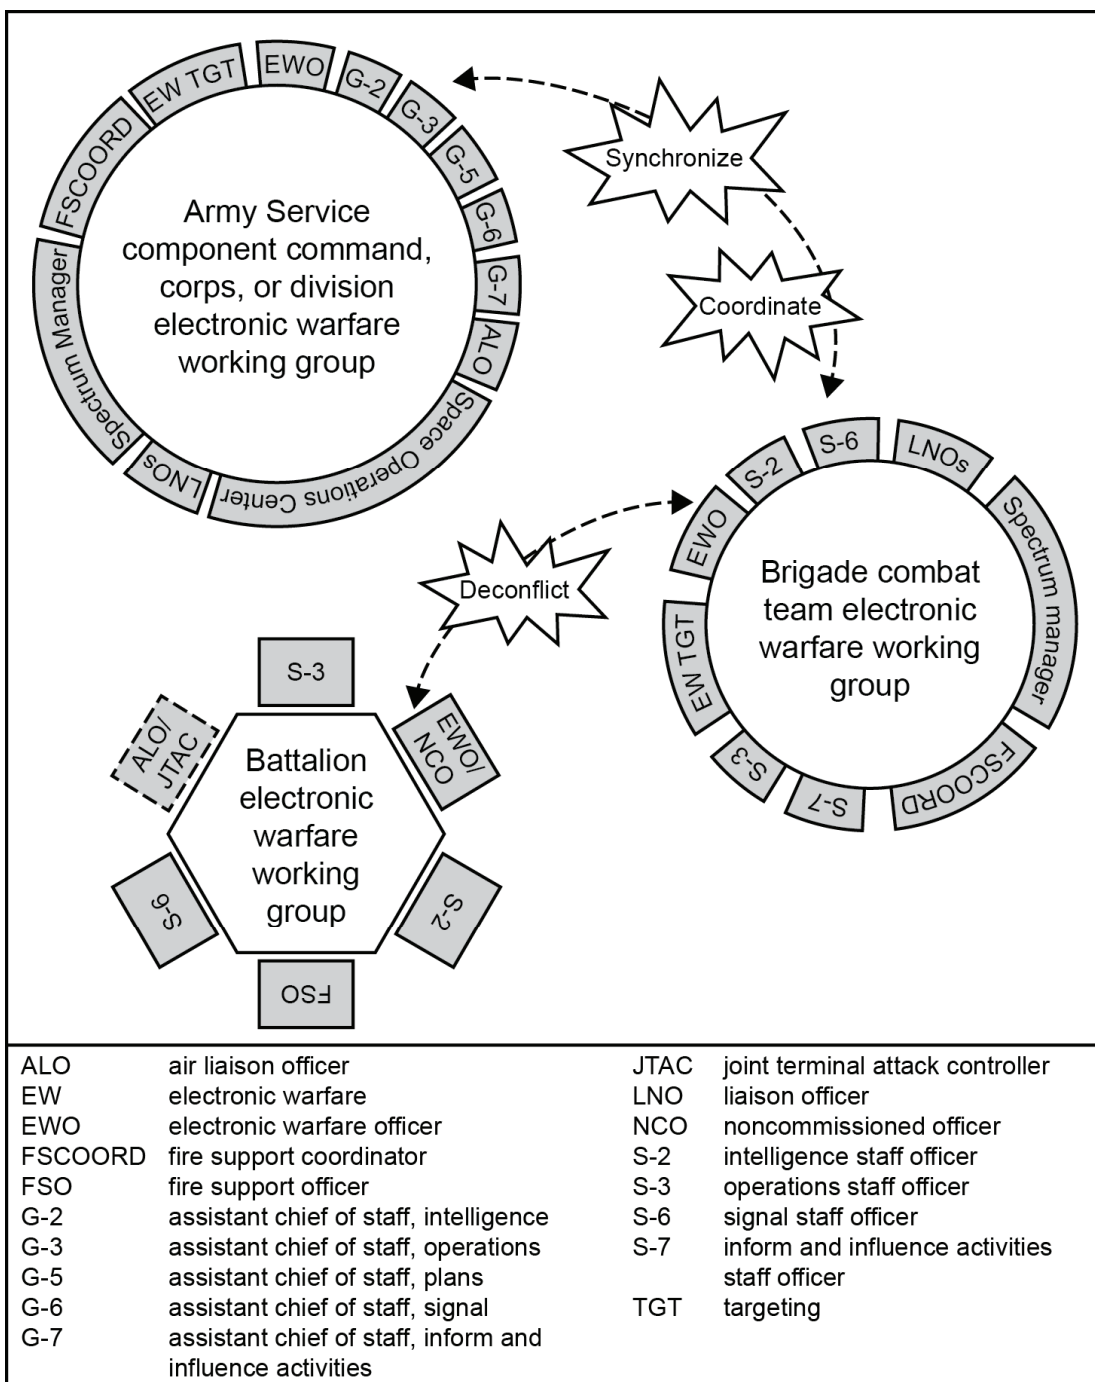 EW TGT
EWO
G-2
G-3
G-5
G-6
G-7
ALO
Space Operations Center
LNOs
Spectrum Manager
FSCOORD
Army Service
component command,
corps, or division
electronic warfare
working group
Synchronize
Coordinate
Deconflict
EWO
S-2
S-6
LNOs
Spectrum manager
FSCOORD
S-7
S-3
EW TGT
Brigade combat
team electronic
warfare working
group
S-3
EWO/
NCO
S-2
FSO
S-6
ALO/
JTAC
Battalion
electronic
warfare
working
group
ALO air liaison officer
EW electronic warfare
EWO electronic warfare officer
FSCOORD fire support coordinator
FSO fire support officer
G-2 assistant chief of staff, intelligence
G-3 assistant chief of staff, operations
G-5 assistant chief of staff, plans
G-6 assistant chief of staff, signal
G-7 assistant chief of staff, inform and
influence activities
JTAC joint terminal attack controller
LNO liaison officer
NCO noncommissioned officer
S-2 intelligence staff officer
S-3 operations staff officer
S-6 signal staff officer
S-7 inform and influence activities
staff officer
TGT targeting